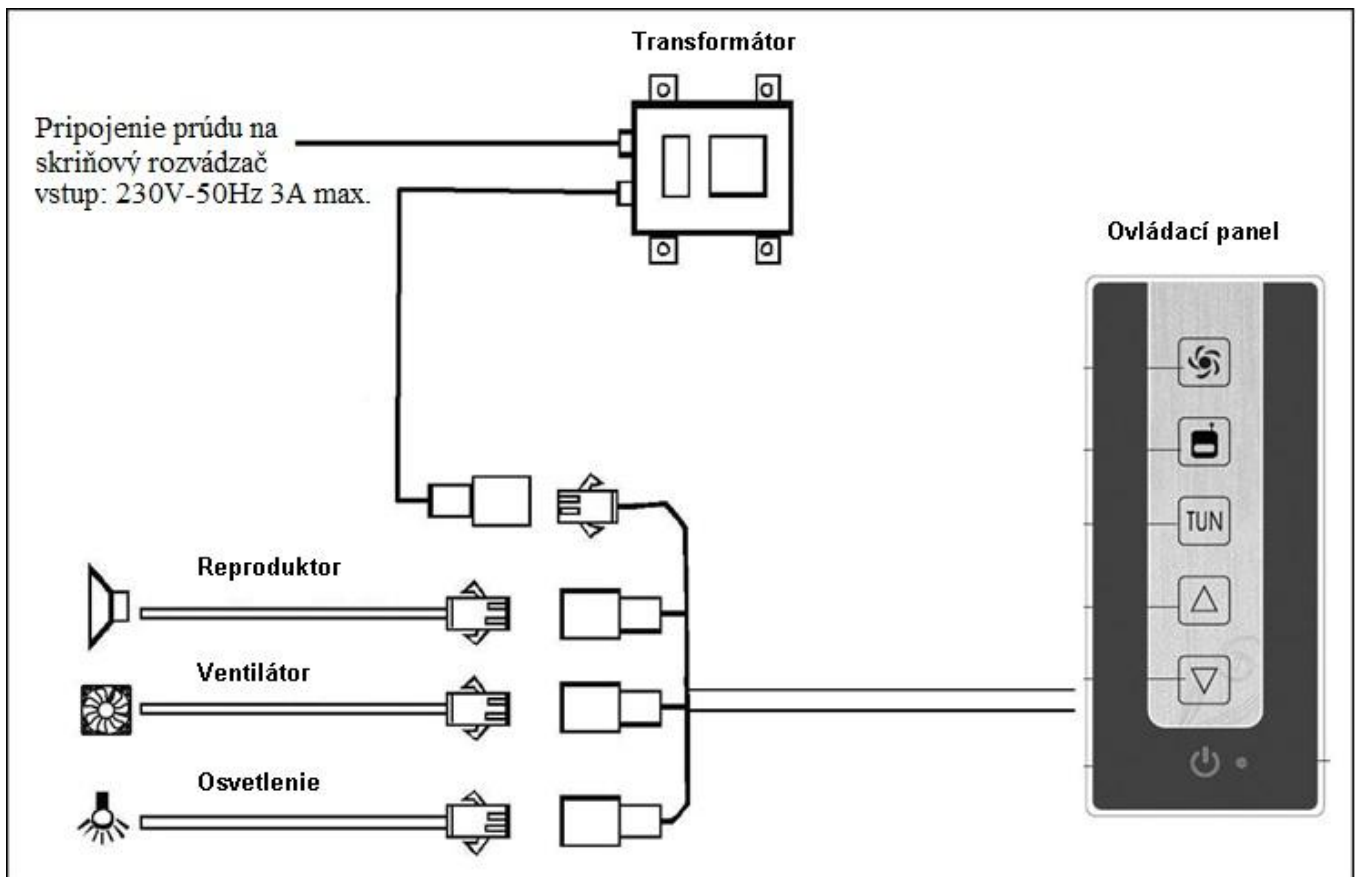 Transformátor
Pripojenie prúdu na
skriňový rozvádzač
vstup: 230V-50Hz 3A max.
Ovládací panel
TUN
Reproduktor
Ventilátor
Osvetlenie